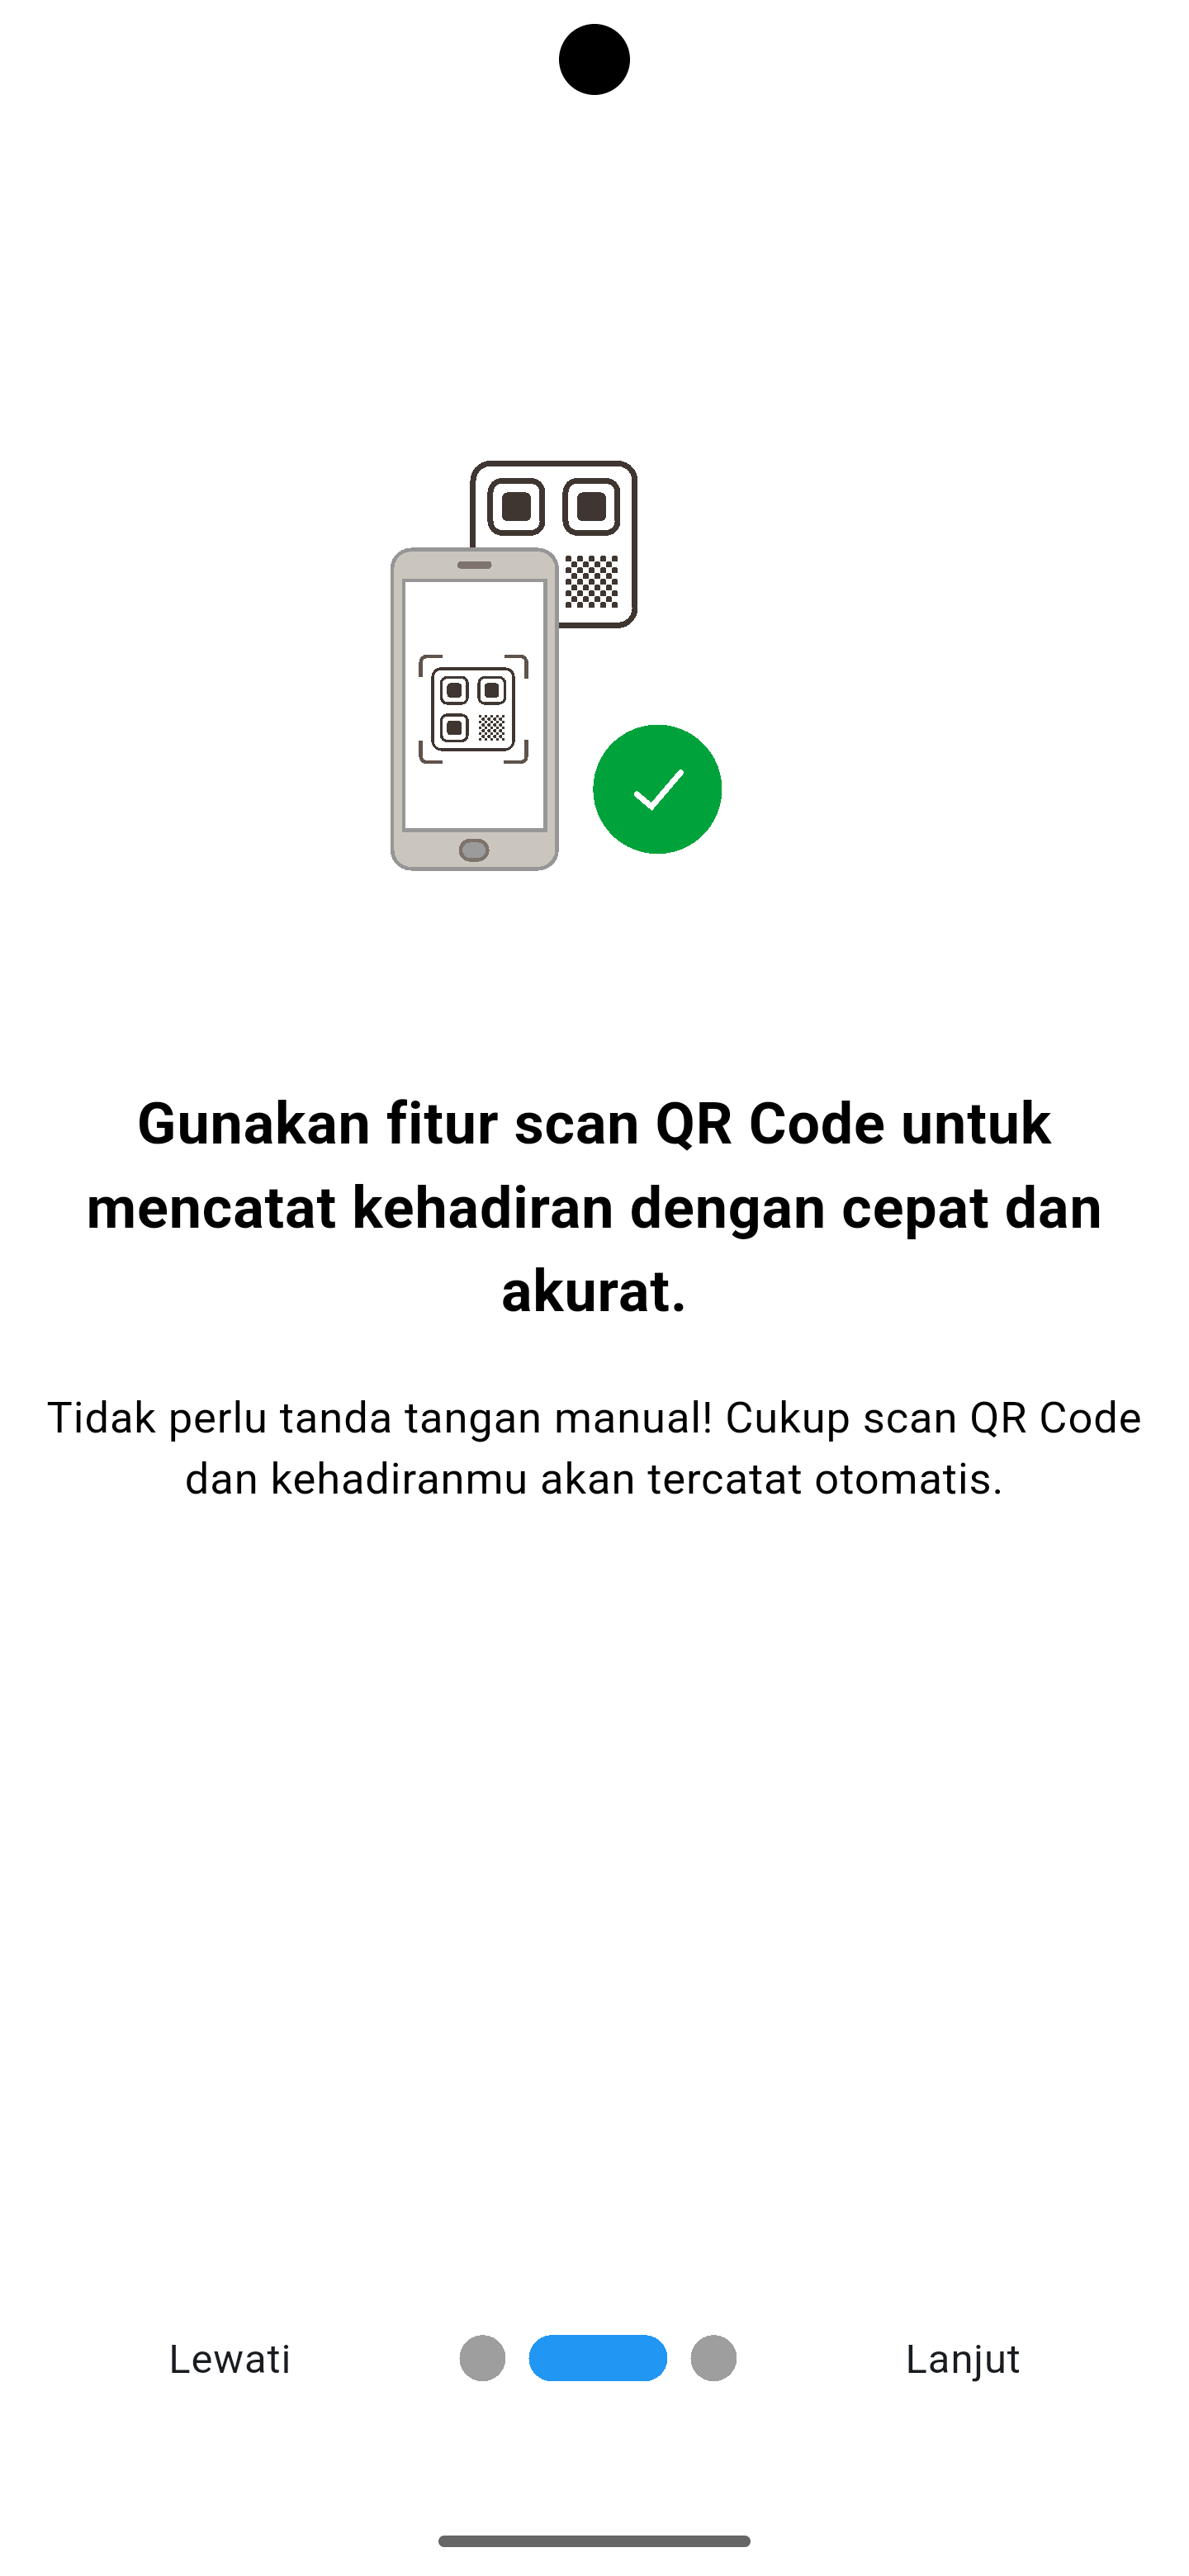 Gunakan fitur scan QR Code untuk
mencatat kehadiran dengan cepat dan
akurat.
Tidak perlu tanda tangan manual! Cukup scan QR Code
dan kehadiranmu akan tercatat otomatis.
Lewati
Lanjut